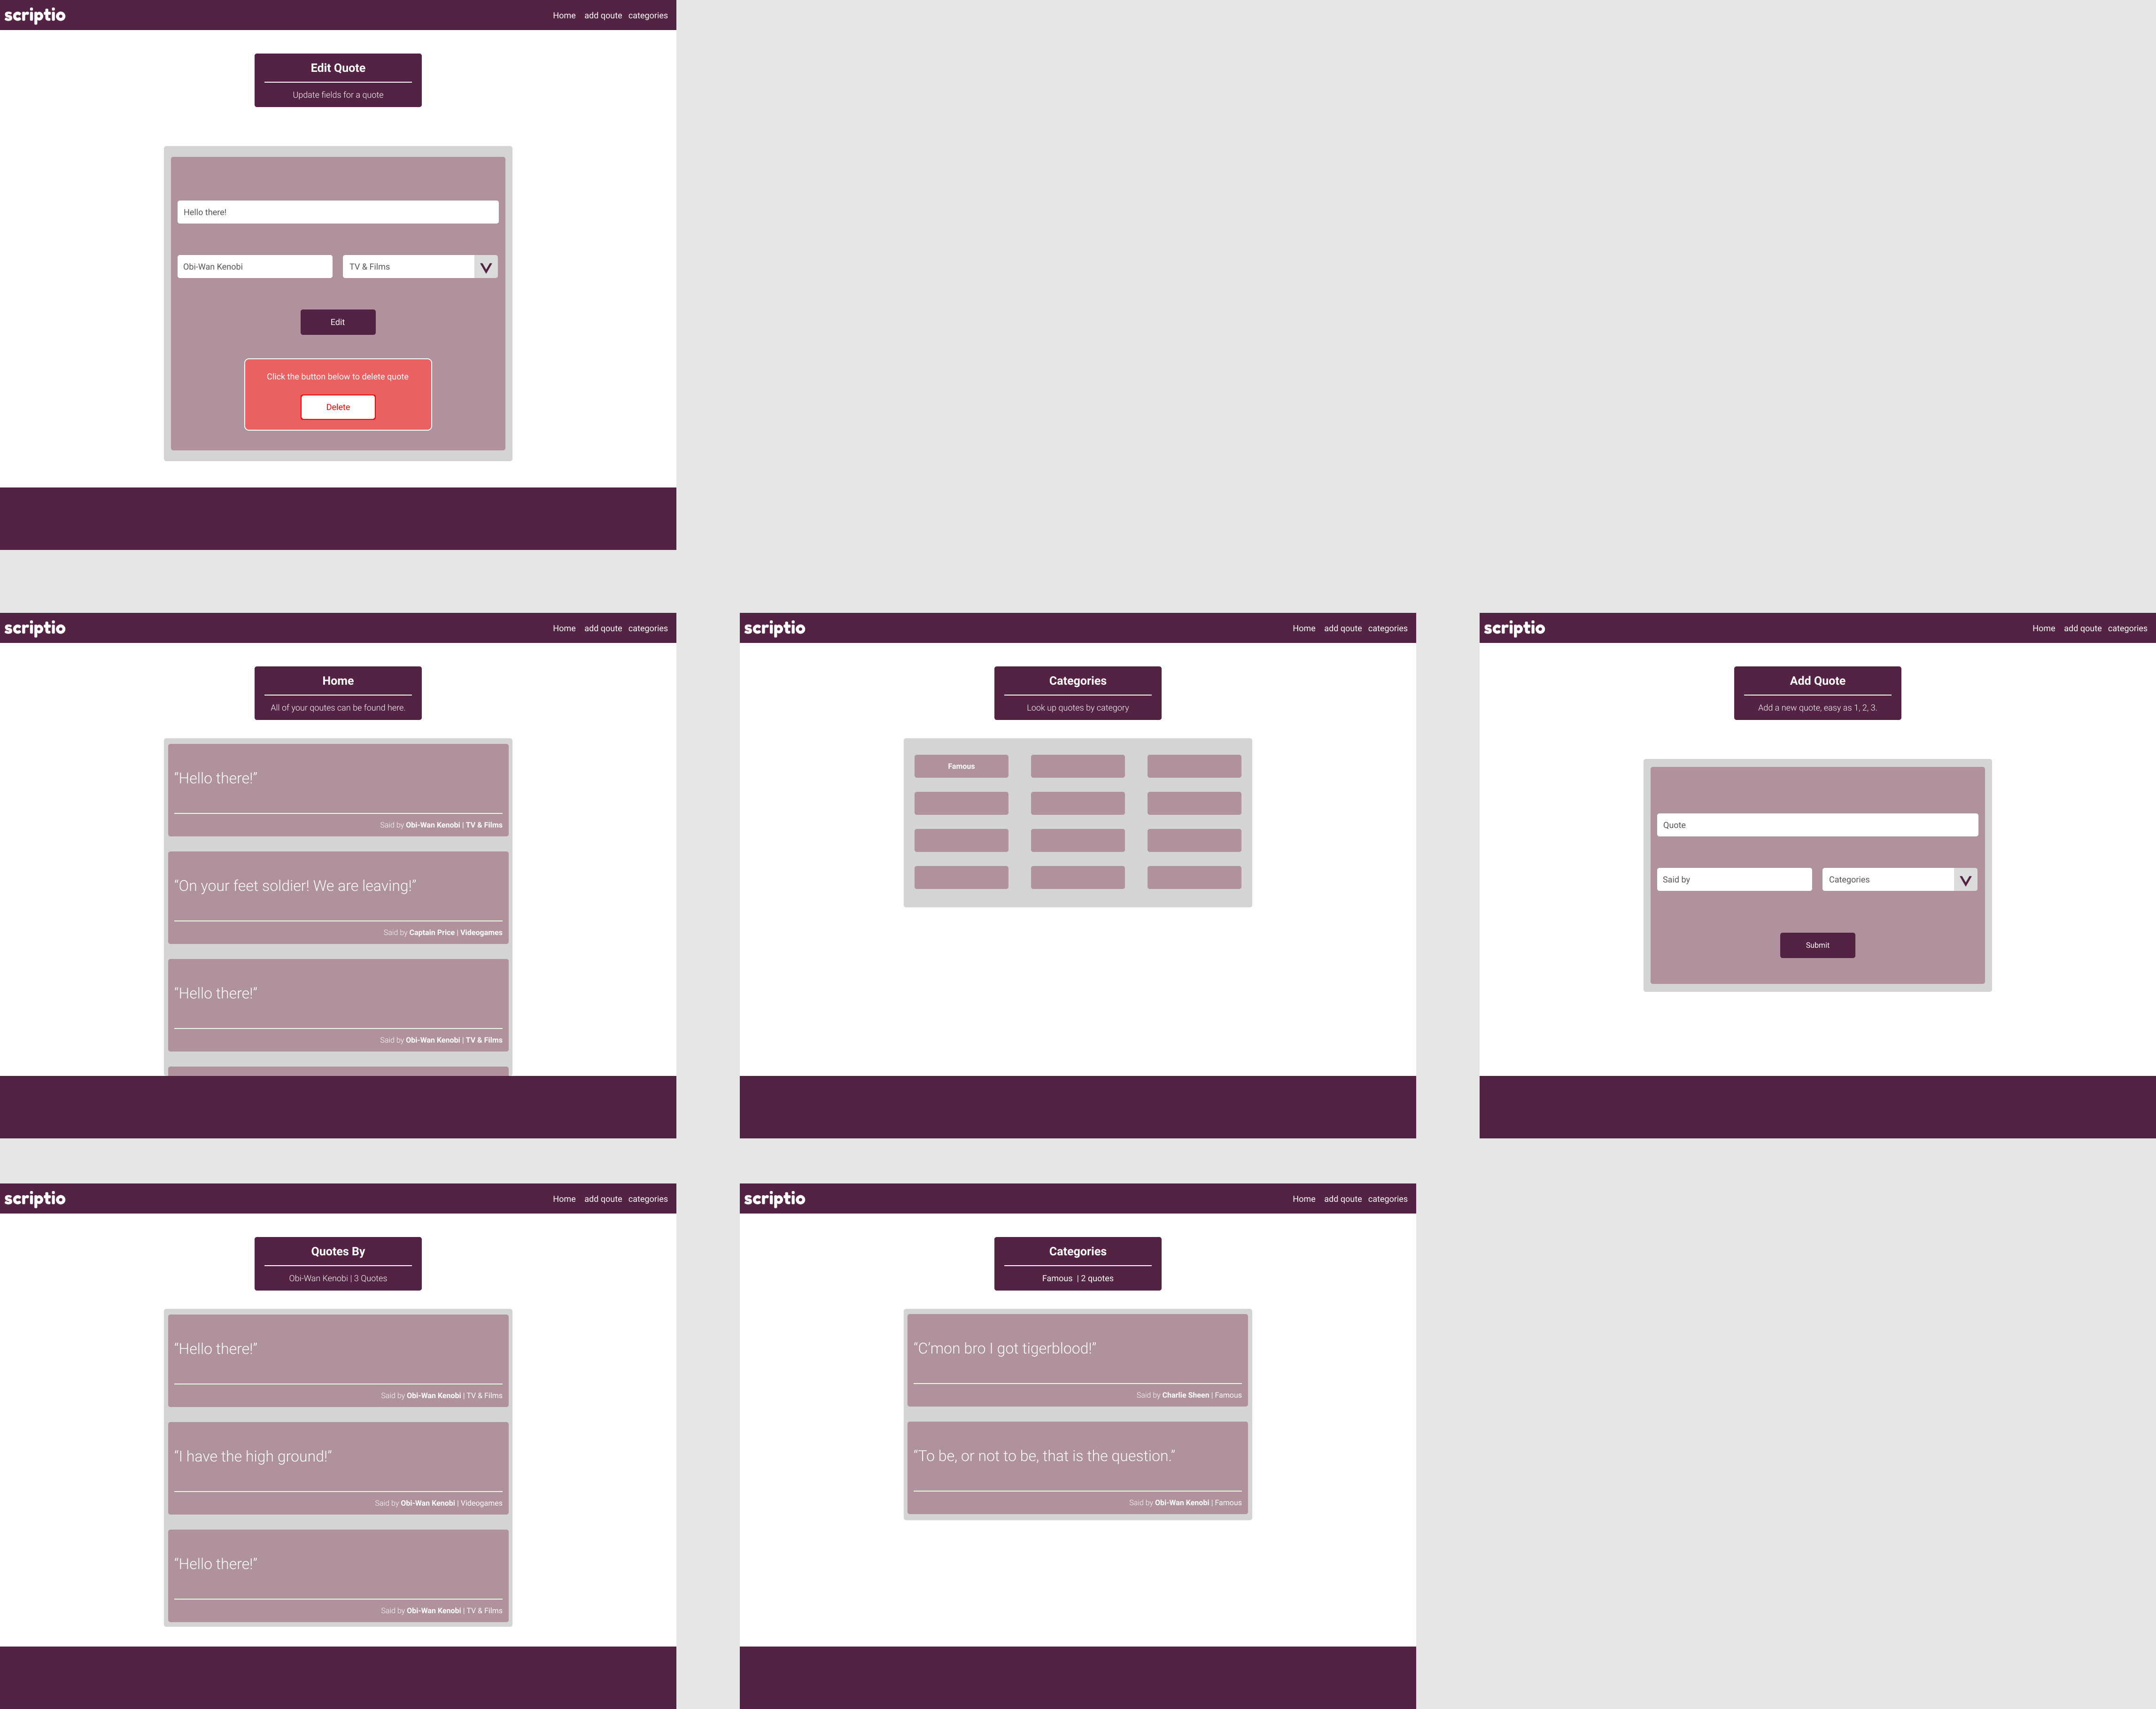 scriptio
Home add qoute categories
Edit Quote
Update fields for a quote
Hello there!
Obi-Wan Kenobi
TV & Films
Edit
Click the button below to delete quote
Delete
scriptio
Home add qoute categories
Home
All of your qoutes can be found here.
“Hello there!”
Said by Obi-Wan Kenobi | TV & Films
“On your feet soldier! We are leaving!”
Said by Captain Price | Videogames
“Hello there!”
Said by Obi-Wan Kenobi | TV & Films
scriptio
Home add qoute categories
Categories
Look up quotes by category
Famous
scriptio
Home add qoute categories
Add Quote
Add a new quote, easy as 1, 2, 3.
Quote
Said by
Categories
Submit
scriptio
Home add qoute categories
Quotes By
Obi-Wan Kenobi | 3 Quotes
“Hello there!”
Said by Obi-Wan Kenobi | TV & Films
“I have the high ground!”
Said by Obi-Wan Kenobi | Videogames
“Hello there!”
Said by Obi-Wan Kenobi | TV & Films
scriptio
Home add qoute categories
Categories
Famous | 2 quotes
“C’mon bro I got tigerblood!”
Said by Charlie Sheen | Famous
“To be, or not to be, that is the question.”
Said by Obi-Wan Kenobi | Famous